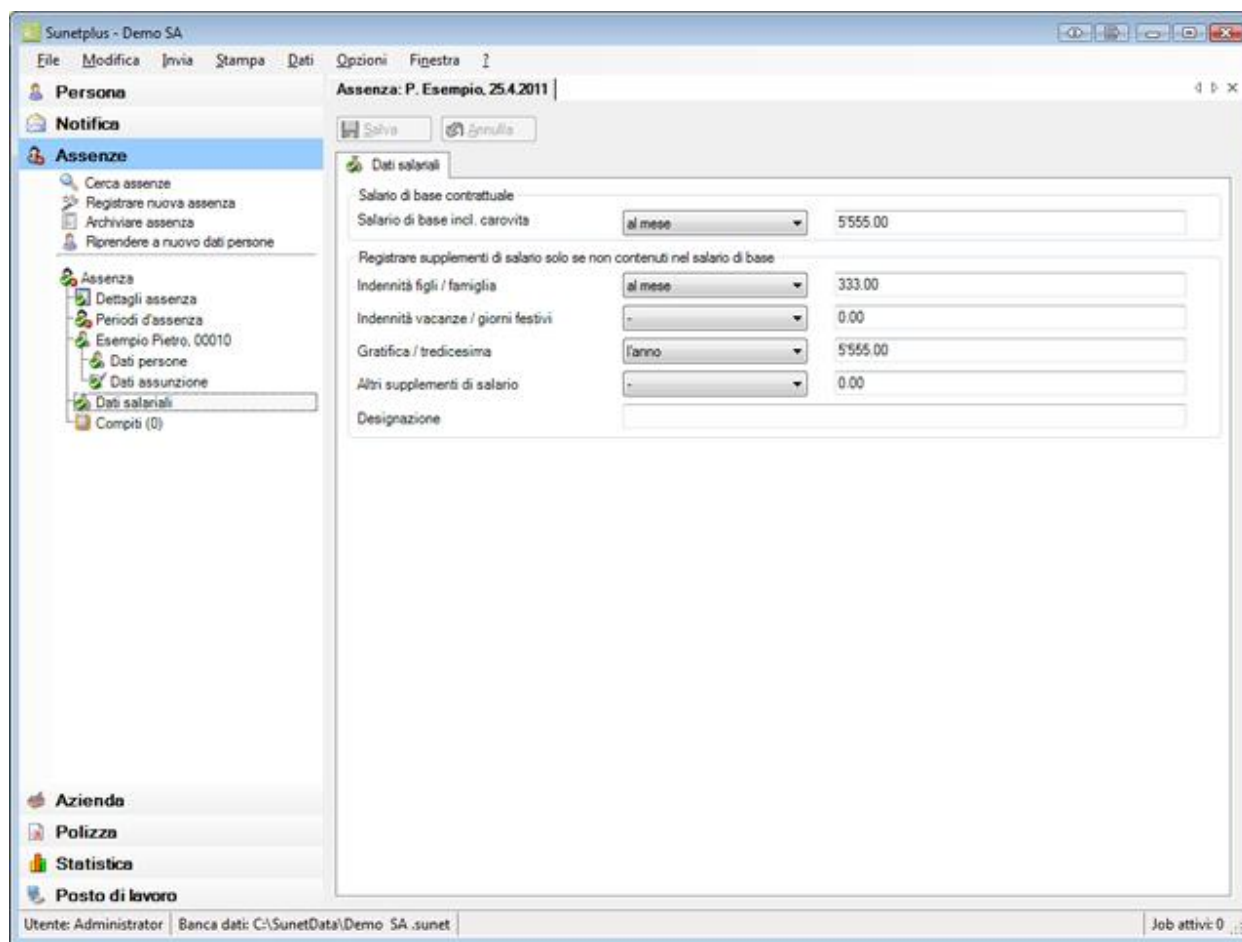 Sunetplus - Demo SA
File Modifica Invia Stampa Dati Opzioni Finestra ?
Persona
Notifica
Assenze
Cerca assenze
Registrare nuova assenza
Archiviare assenza
Riprendere a nuovo dati persone
Assenza
Dettagli assenza
Periodi d'assenza
Esempio Pietro, 00010
Dati persone
Dati assunzione
Dati salariali
Compiti (0)
Azienda
Polizza
Statistica
Posto di lavoro
Assenza: P. Esempio, 25.4.2011
Salva Annulla
Dati salariali
Salario di base contrattuale
Salario di base incl. carovita al mese 5'555.00
Registrare supplementi di salario solo se non contenuti nel salario di base
Indennità figli / famiglia al mese 333.00
Indennità vacanze / giorni festivi - 0.00
Gratifica / tredicesima l'anno 5'555.00
Altri supplementi di salario - 0.00
Designazione
Utente: Administrator Banca dati: C:\SunetData\Demo SA .sunet Job attivi: 0